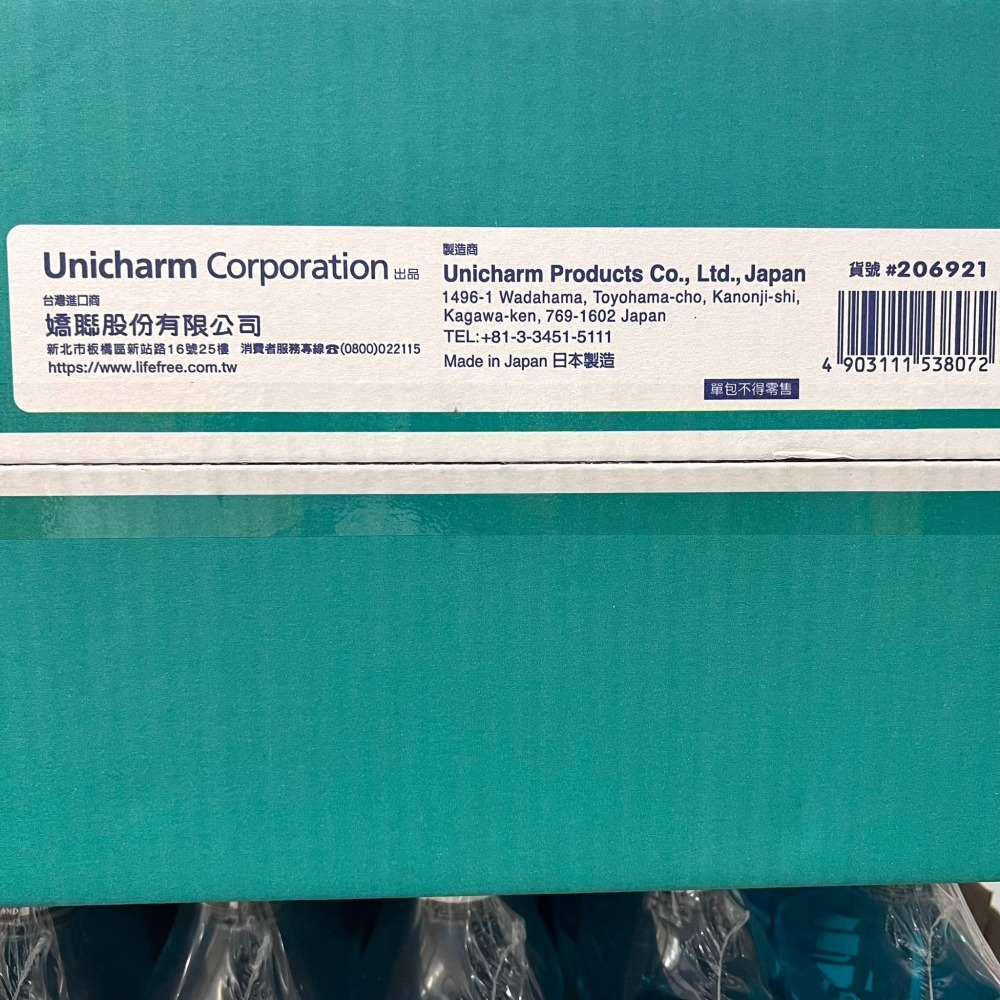 Unicharm Corporation 出品
台灣進口商
嬌聯股份有限公司
新北市板橋區新站路16號25樓 消費者服務專線☎(0800)022115
https://www.lifefree.com.tw
製造商
Unicharm Products Co., Ltd., Japan
1496-1 Wadahama, Toyohama-cho, Kanonji-shi,
Kagawa-ken, 769-1602 Japan
TEL:+81-3-3451-5111
Made in Japan 日本製造
單包不得零售
貨號 #206921
4 903111 538072